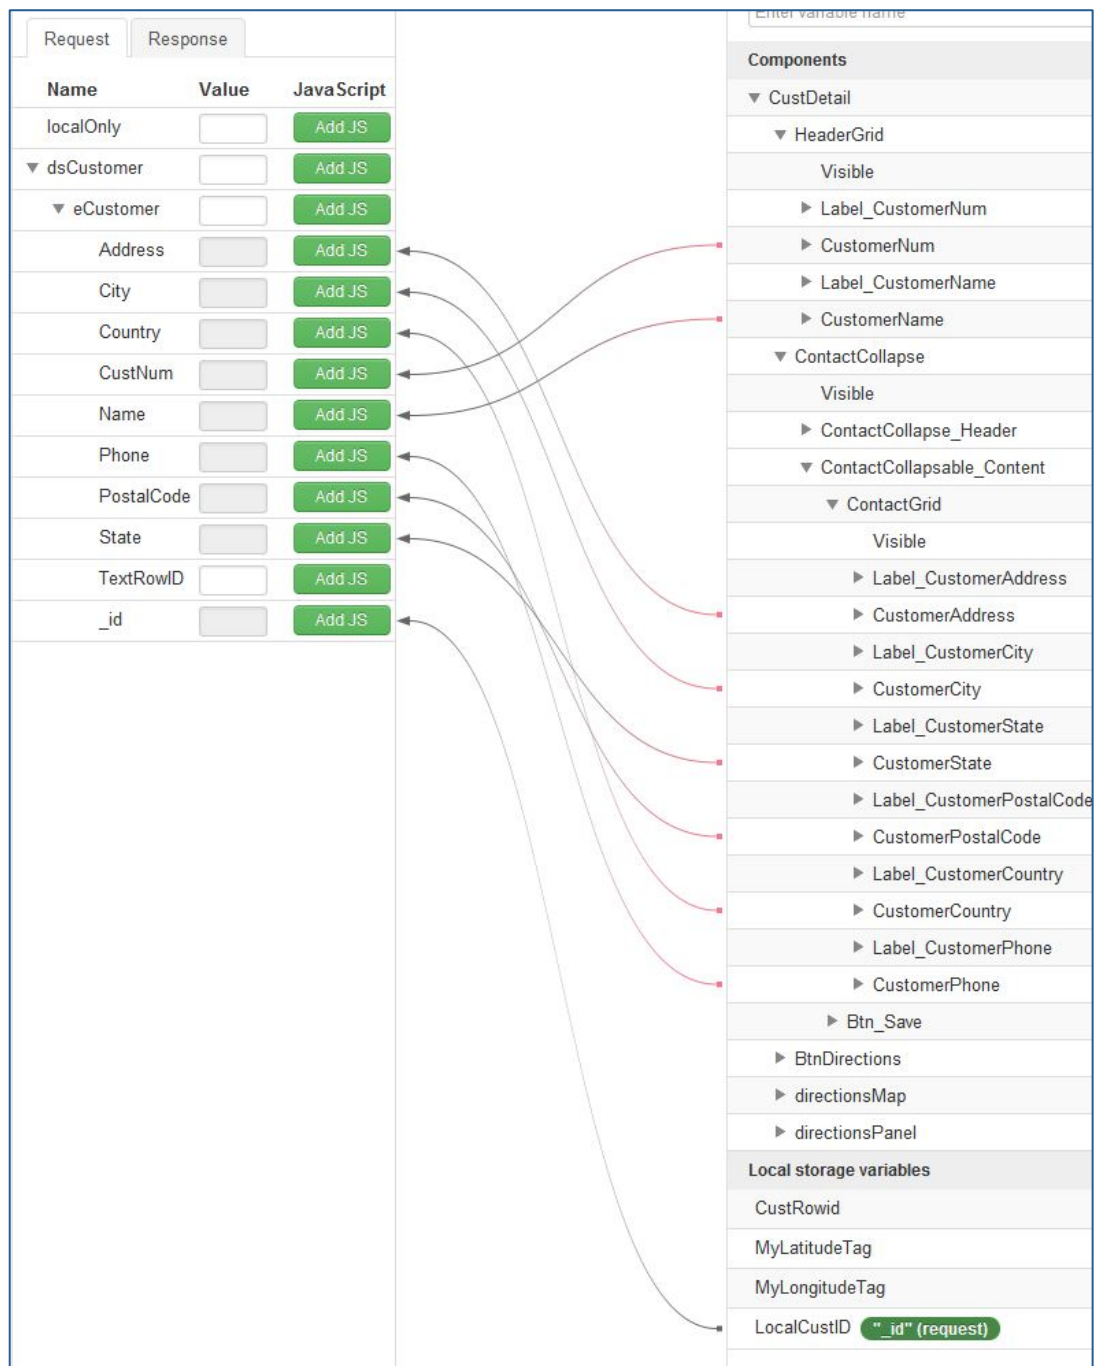 Request Response
Name Value JavaScript
localOnly Add JS
dsCustomer Add JS
eCustomer Add JS
Address Add JS
City Add JS
Country Add JS
CustNum Add JS
Name Add JS
Phone Add JS
PostalCode Add JS
State Add JS
TextRowID Add JS
_id Add JS
Enter variable name
Components
CustDetail
HeaderGrid
Visible
Label_CustomerNum
CustomerNum
Label_CustomerName
CustomerName
ContactCollapse
Visible
ContactCollapse_Header
ContactCollapsable_Content
ContactGrid
Visible
Label_CustomerAddress
CustomerAddress
Label_CustomerCity
CustomerCity
Label_CustomerState
CustomerState
Label_CustomerPostalCode
CustomerPostalCode
Label_CustomerCountry
CustomerCountry
Label_CustomerPhone
CustomerPhone
Btn_Save
BtnDirections
directionsMap
directionsPanel
Local storage variables
CustRowid
MyLatitudeTag
MyLongitudeTag
LocalCustID "_id" (request)